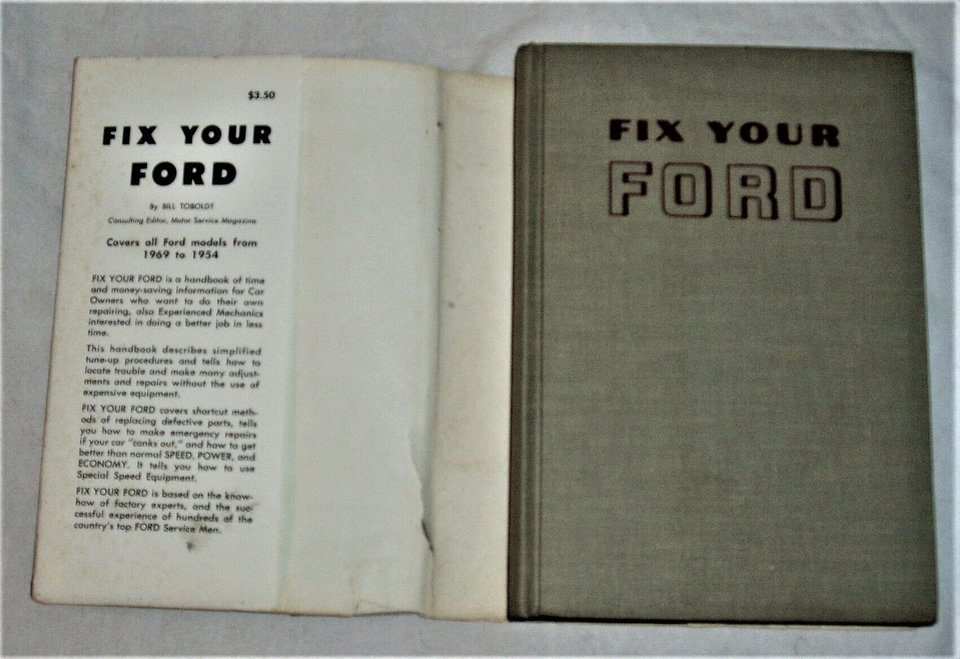 $3.50
FIX YOUR
FORD
By BILL TOBOLDT
Consulting Editor, Motor Service Magazine
Covers all Ford models from
1969 to 1954
FIX YOUR FORD is a handbook of time
and money-saving information for Car
Owners who want to do their own
repairing, also Experienced Mechanics
interested in doing a better job in less
time.
This handbook describes simplified
tune-up procedures and tells how to
locate trouble and make many adjust-
ments and repairs without the use of
expensive equipment.
FIX YOUR FORD covers shortcut meth-
ods of replacing defective parts, tells
you how to make emergency repairs
if your car "conks out," and how to get
better than normal SPEED, POWER, and
ECONOMY. It tells you how to use
Special Speed Equipment.
FIX YOUR FORD is based on the know-
how of factory experts, and the suc-
cessful experience of hundreds of the
country's top FORD Service Men.
FIX YOUR
FORD